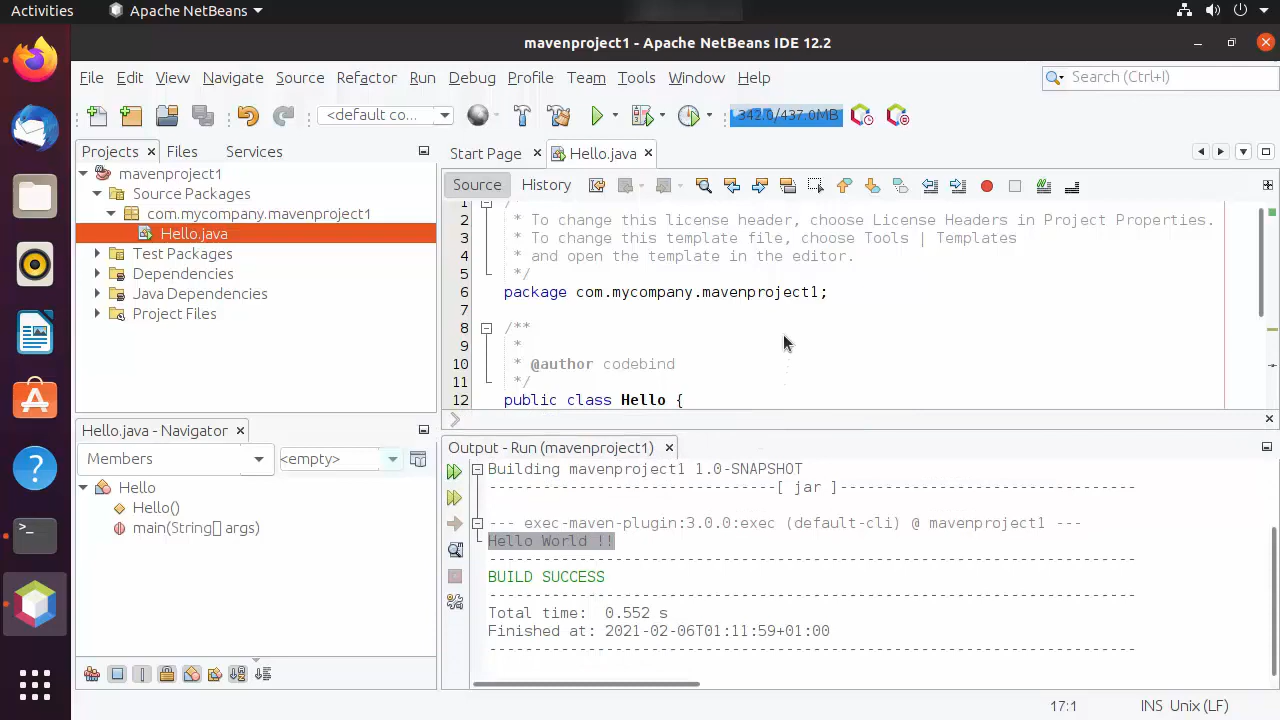 Activities
Apache NetBeans
mavenproject1 - Apache NetBeans IDE 12.2
File Edit View Navigate Source Refactor Run Debug Profile Team Tools Window Help
Search (Ctrl+I)
<default co...
342.0/437.0MB
Projects Files Services
mavenproject1
Source Packages
com.mycompany.mavenproject1
Hello.java
Test Packages
Dependencies
Java Dependencies
Project Files
Start Page Hello.java
Source History
1 /
2 * To change this license header, choose License Headers in Project Properties.
3 * To change this template file, choose Tools | Templates
4 * and open the template in the editor.
5 */
6 package com.mycompany.mavenproject1;
7
8 /**
9 *
10 * @author codebind
11 */
12 public class Hello {
Hello.java - Navigator
Members <empty>
Hello
Hello()
main(String[] args)
Output - Run (mavenproject1)
Building mavenproject1 1.0-SNAPSHOT
--------------------------------[ jar ]---------------------------------
--- exec-maven-plugin:3.0.0:exec (default-cli) @ mavenproject1 ---
Hello World !!
------------------------------------------------------------------------
BUILD SUCCESS
------------------------------------------------------------------------
Total time: 0.552 s
Finished at: 2021-02-06T01:11:59+01:00
------------------------------------------------------------------------
17:1 INS Unix (LF)